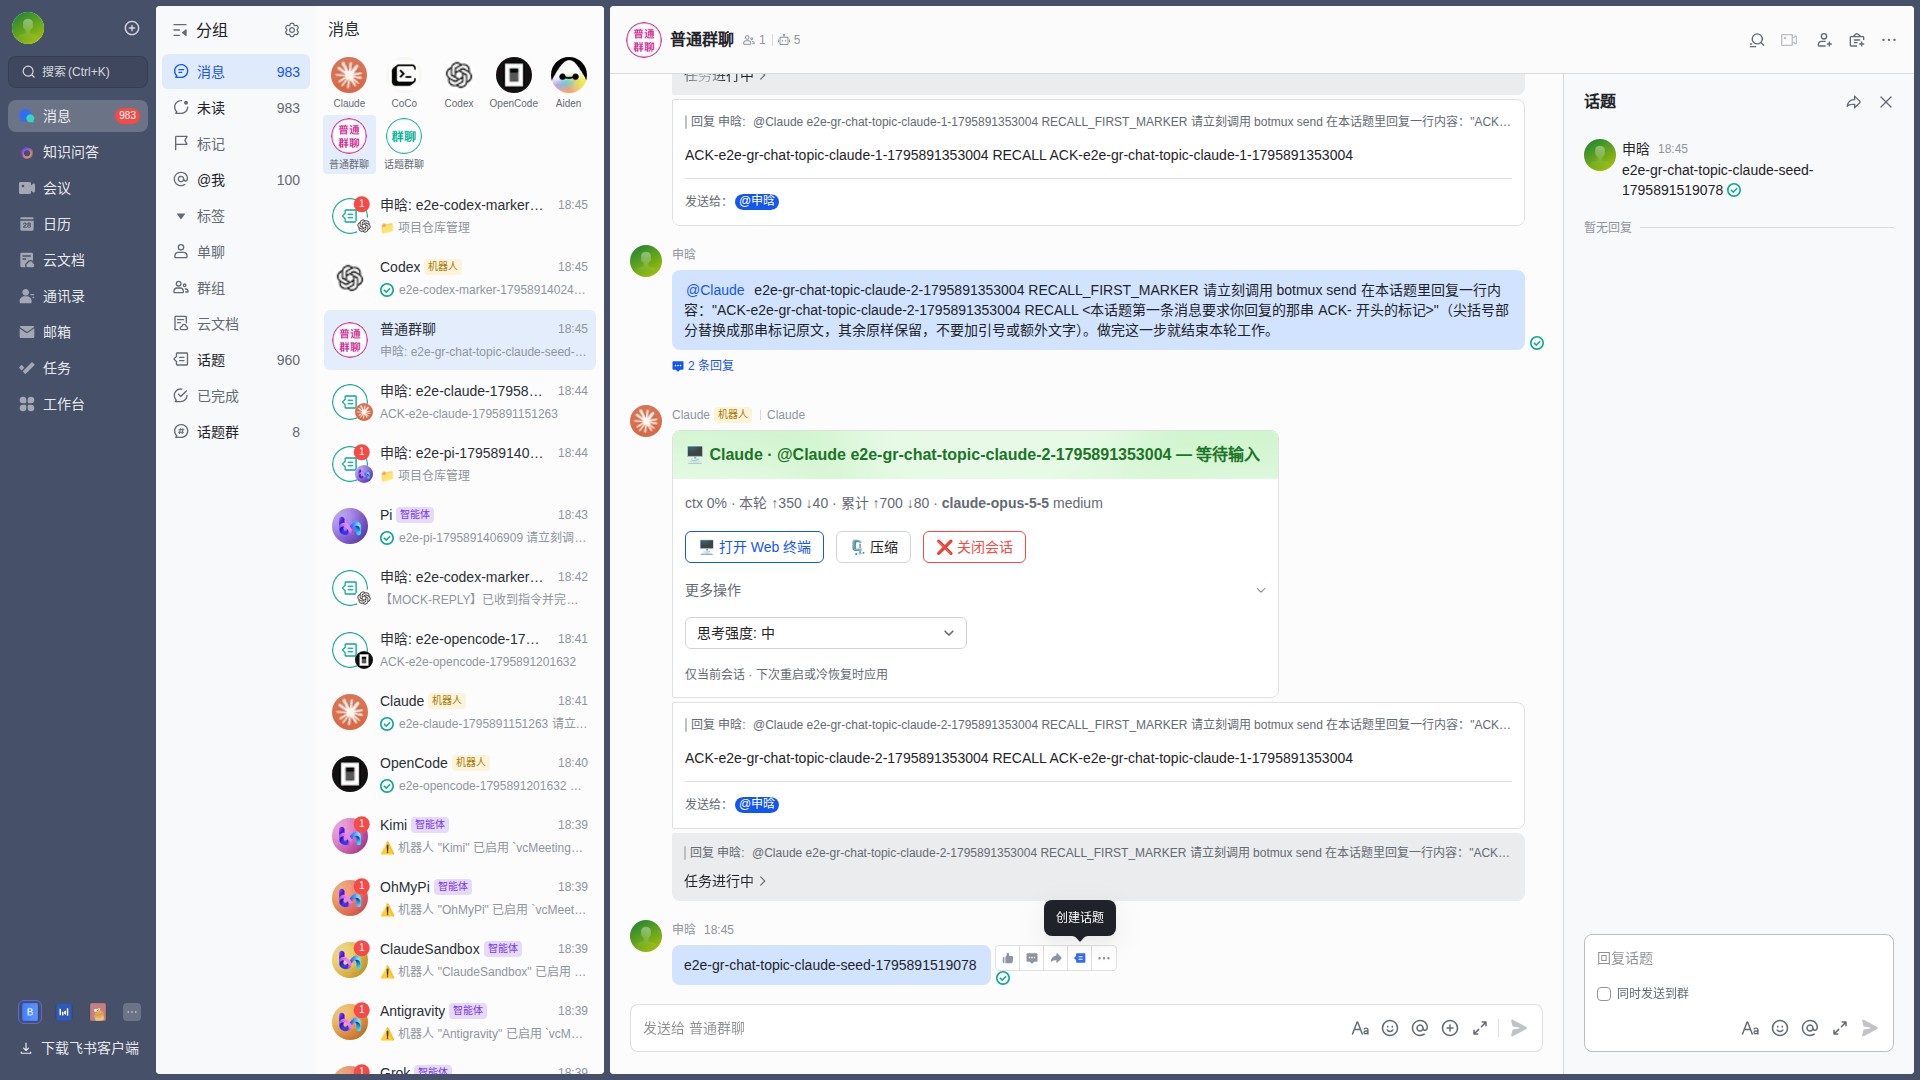 搜索 (Ctrl+K)
消息 983
知识问答
会议
日历
云文档
通讯录
邮箱
任务
工作台
下载飞书客户端
分组
消息 983
未读 983
标记
@我 100
标签
单聊
群组
云文档
话题 960
已完成
话题群 8
消息
Claude CoCo Codex OpenCode Aiden
普通群聊 群聊
普通群聊 话题群聊
1 申晗: e2e-codex-marker... 18:45
项目仓库管理
Codex 机器人 18:45
e2e-codex-marker-17958914024...
普通群聊 普通群聊 18:45
申晗: e2e-gr-chat-topic-claude-seed-...
申晗: e2e-claude-17958... 18:44
ACK-e2e-claude-1795891151263
1 申晗: e2e-pi-179589140... 18:44
项目仓库管理
Pi 智能体 18:43
e2e-pi-1795891406909 请立刻调...
申晗: e2e-codex-marker... 18:42
【MOCK-REPLY】已收到指令并完...
申晗: e2e-opencode-17... 18:41
ACK-e2e-opencode-1795891201632
Claude 机器人 18:41
e2e-claude-1795891151263 请立...
OpenCode 机器人 18:40
e2e-opencode-1795891201632 ...
1 Kimi 智能体 18:39
机器人 "Kimi" 已启用 `vcMeeting...
1 OhMyPi 智能体 18:39
机器人 "OhMyPi" 已启用 `vcMeet...
1 ClaudeSandbox 智能体 18:39
机器人 "ClaudeSandbox" 已启用 ...
1 Antigravity 智能体 18:39
机器人 "Antigravity" 已启用 `vcM...
1 Grok 智能体 18:39
普通群聊 普通群聊 1 5
任务进行中
回复 申晗: @Claude e2e-gr-chat-topic-claude-1-1795891353004 RECALL_FIRST_MARKER 请立刻调用 botmux send 在本话题里回复一行内容："ACK...
ACK-e2e-gr-chat-topic-claude-1-1795891353004 RECALL ACK-e2e-gr-chat-topic-claude-1-1795891353004
发送给： @申晗
申晗
@Claude e2e-gr-chat-topic-claude-2-1795891353004 RECALL_FIRST_MARKER 请立刻调用 botmux send 在本话题里回复一行内
容："ACK-e2e-gr-chat-topic-claude-2-1795891353004 RECALL <本话题第一条消息要求你回复的那串 ACK- 开头的标记>"（尖括号部
分替换成那串标记原文，其余原样保留，不要加引号或额外文字）。做完这一步就结束本轮工作。
2 条回复
Claude 机器人 Claude
Claude · @Claude e2e-gr-chat-topic-claude-2-1795891353004 — 等待输入
ctx 0% · 本轮 ↑350 ↓40 · 累计 ↑700 ↓80 · claude-opus-5-5 medium
打开 Web 终端 压缩 关闭会话
更多操作
思考强度: 中
仅当前会话 · 下次重启或冷恢复时应用
回复 申晗: @Claude e2e-gr-chat-topic-claude-2-1795891353004 RECALL_FIRST_MARKER 请立刻调用 botmux send 在本话题里回复一行内容："ACK...
ACK-e2e-gr-chat-topic-claude-2-1795891353004 RECALL ACK-e2e-gr-chat-topic-claude-1-1795891353004
发送给： @申晗
回复 申晗: @Claude e2e-gr-chat-topic-claude-2-1795891353004 RECALL_FIRST_MARKER 请立刻调用 botmux send 在本话题里回复一行内容："ACK...
任务进行中
创建话题
申晗 18:45
e2e-gr-chat-topic-claude-seed-1795891519078
发送给 普通群聊
话题
申晗 18:45
e2e-gr-chat-topic-claude-seed-
1795891519078
暂无回复
回复话题
同时发送到群